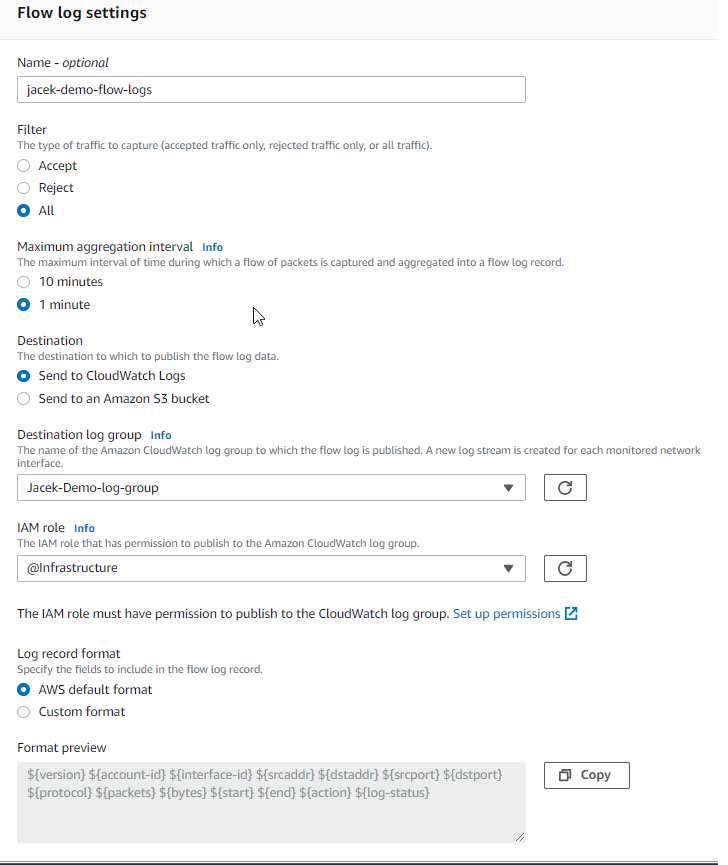 Flow log settings
Name - optional
jacek-demo-flow-logs
Filter
The type of traffic to capture (accepted traffic only, rejected traffic only, or all traffic).
Accept
Reject
All
Maximum aggregation interval Info
The maximum interval of time during which a flow of packets is captured and aggregated into a flow log record.
10 minutes
1 minute
Destination
The destination to which to publish the flow log data.
Send to CloudWatch Logs
Send to an Amazon S3 bucket
Destination log group Info
The name of the Amazon CloudWatch log group to which the flow log is published. A new log stream is created for each monitored network
interface.
Jacek-Demo-log-group
IAM role Info
The IAM role that has permission to publish to the Amazon CloudWatch log group.
@Infrastructure
The IAM role must have permission to publish to the CloudWatch log group. Set up permissions
Log record format
Specify the fields to include in the flow log record.
AWS default format
Custom format
Format preview
${version} ${account-id} ${interface-id} ${srcaddr} ${dstaddr} ${srcport} ${dstport}
${protocol} ${packets} ${bytes} ${start} ${end} ${action} ${log-status}
Copy